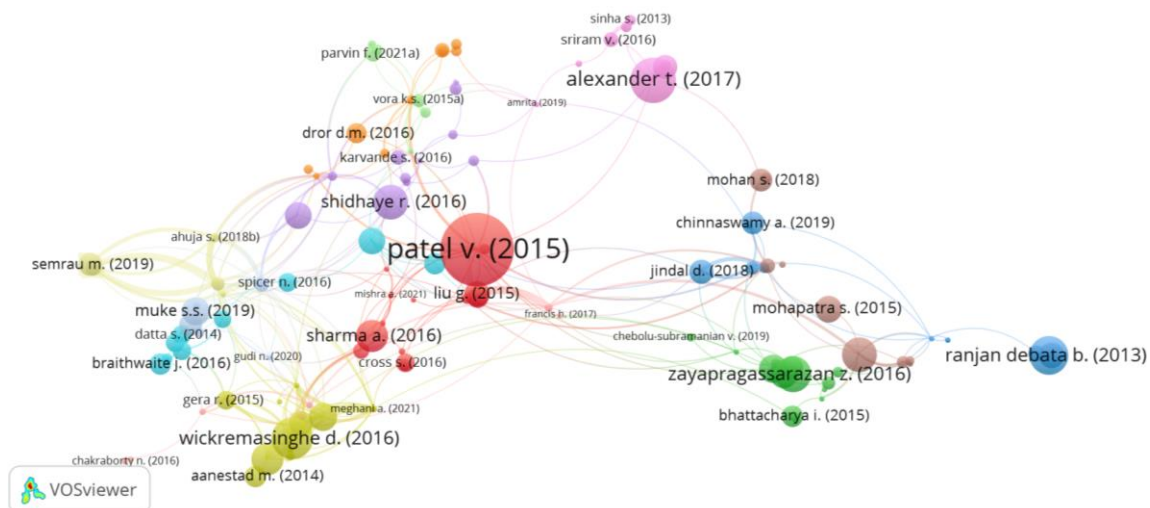 sinha s. (2013)
sriram v. (2016)
parvin f. (2021a)
alexander t. (2017)
vora k.s. (2015a)
amrita (2019)
dror d.m. (2016)
karvande s. (2016)
mohan s. (2018)
shidhaye r. (2016)
chinnaswamy a. (2019)
ahuja s. (2018b)
patel v. (2015)
semrau m. (2019)
jindal d. (2018)
spicer n. (2016)
mishra a. (2021)
liu g. (2015)
muke s.s. (2019)
francis h. (2017)
mohapatra s. (2015)
datta s. (2014)
sharma a. (2016)
chebolu-subramanian v. (2019)
gudi n. (2020)
ranjan debata b. (2013)
braithwaite j. (2016)
cross s. (2016)
zayapragassarazan z. (2016)
gera r. (2015)
meghani a. (2021)
bhattacharya i. (2015)
wickremasinghe d. (2016)
chakraborty n. (2016)
aanestad m. (2014)
VOSviewer